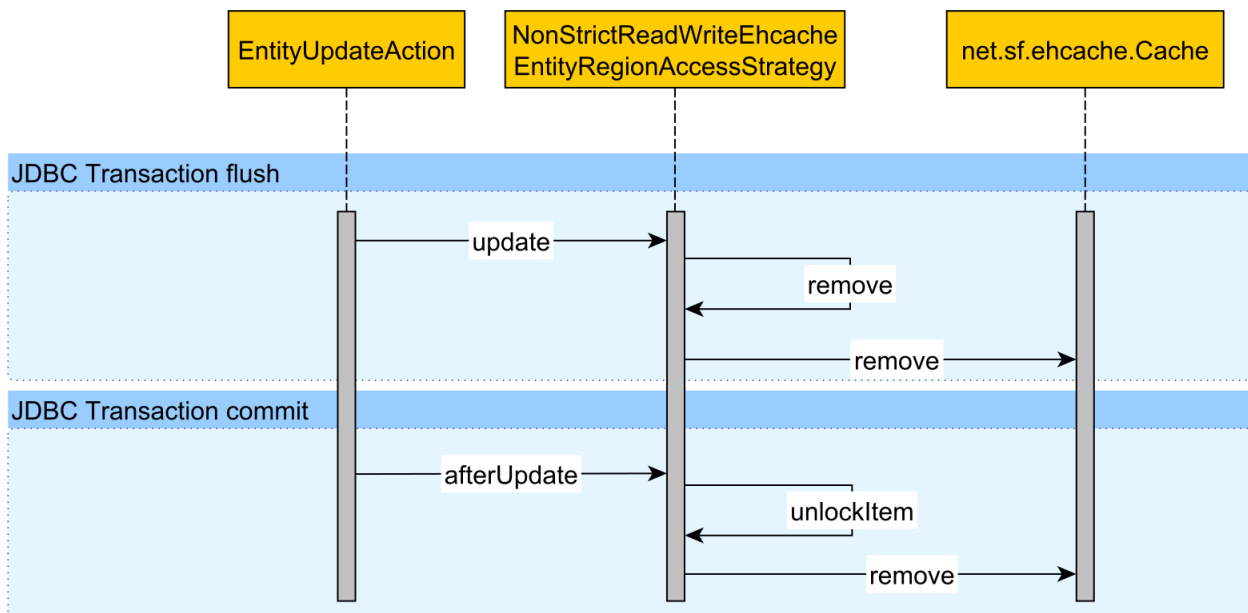 EntityUpdateAction
NonStrictReadWriteEhcache
EntityRegionAccessStrategy
net.sf.ehcache.Cache
JDBC Transaction flush
update
remove
remove
JDBC Transaction commit
afterUpdate
unlockItem
remove